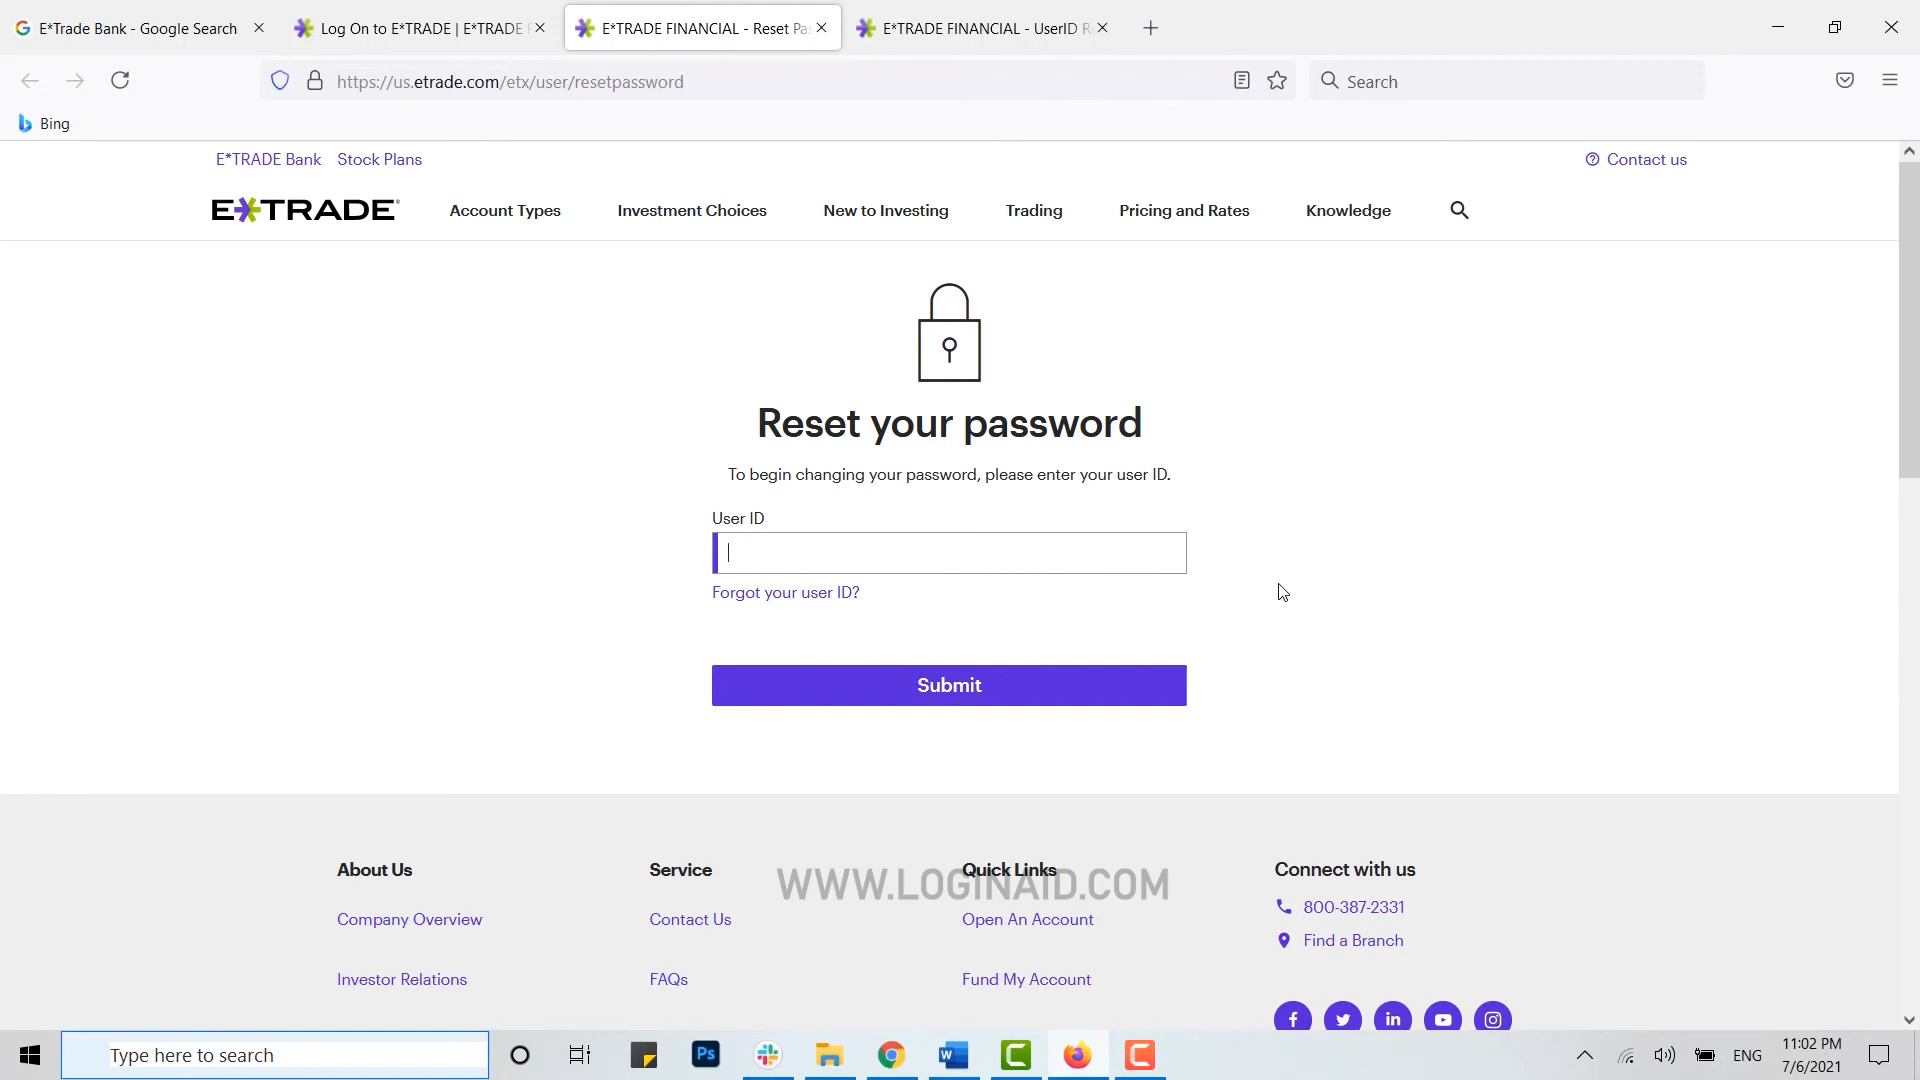 E*Trade Bank - Google Search
Log On to E*TRADE | E*TRADE
E*TRADE FINANCIAL - Reset Pas
E*TRADE FINANCIAL - UserID R
https://us.etrade.com/etx/user/resetpassword
Search
Bing
E*TRADE Bank Stock Plans
Contact us
E*TRADE
Account Types
Investment Choices
New to Investing
Trading
Pricing and Rates
Knowledge
Reset your password
To begin changing your password, please enter your user ID.
User ID
Forgot your user ID?
Submit
About Us
Service
Quick Links
Connect with us
WWW.LOGINAID.COM
800-387-2331
Company Overview
Contact Us
Open An Account
Find a Branch
Investor Relations
FAQs
Fund My Account
Type here to search
Ps
ENG
11:02 PM
7/6/2021